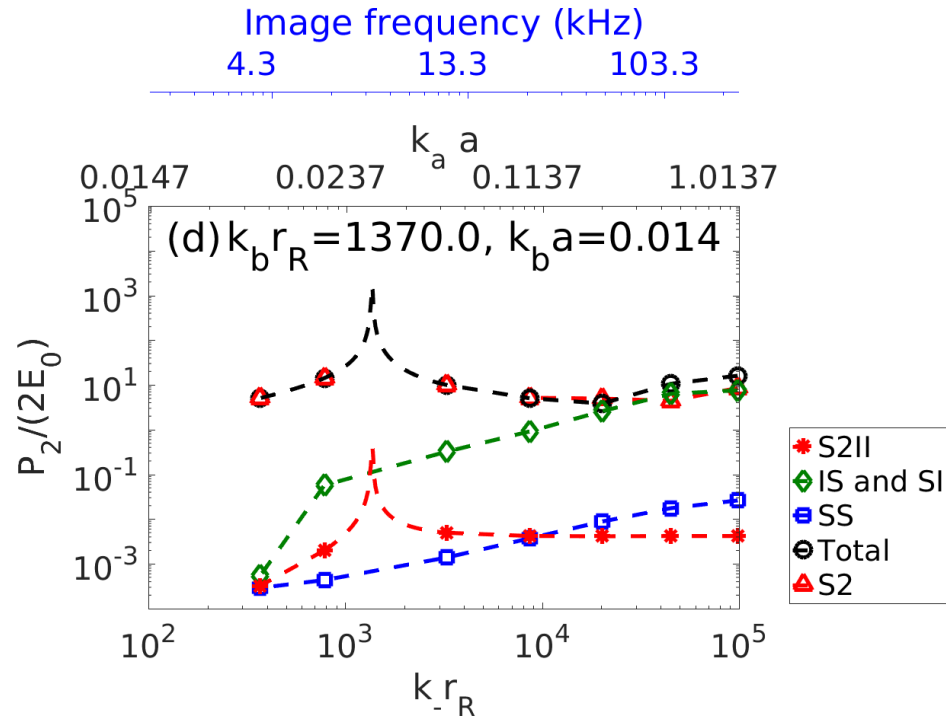 Image frequency (kHz)
4.3 13.3 103.3
k_a a
0.0147 0.0237 0.1137 1.0137
(d) k_b r_R=1370.0, k_b a=0.014
P_2/(2E_0)
10^5
10^3
10^1
10^-1
10^-3
10^2 10^3 10^4 10^5
k_- r_R
S2II
IS and SI
SS
Total
S2